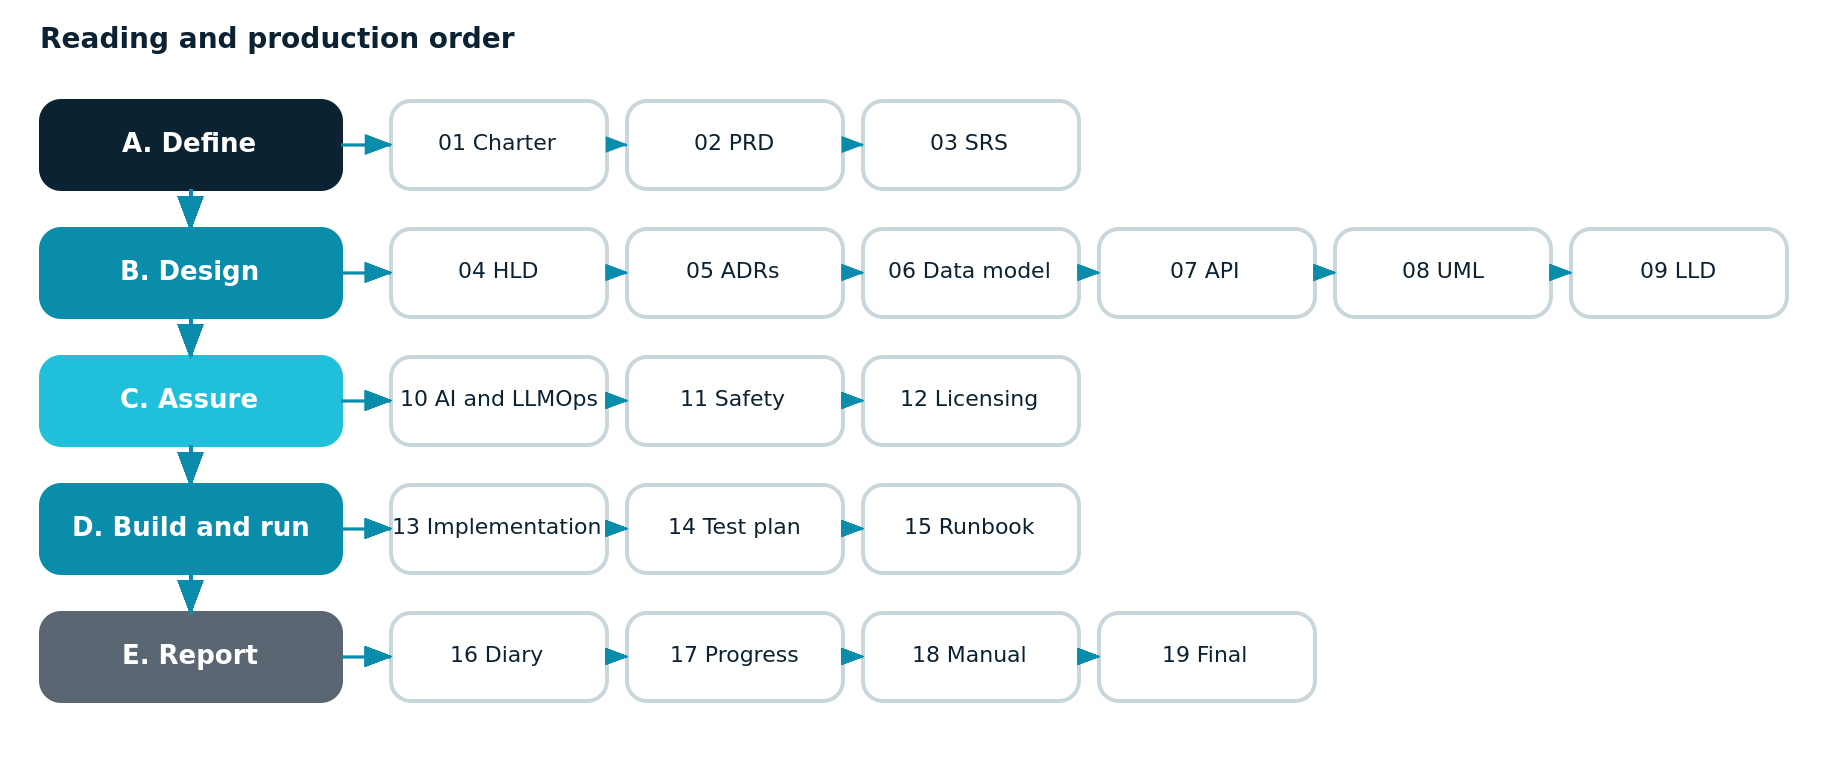 Reading and production order
A. Define
01 Charter
02 PRD
03 SRS
B. Design
04 HLD
05 ADRs
06 Data model
07 API
08 UML
09 LLD
C. Assure
10 AI and LLMOps
11 Safety
12 Licensing
D. Build and run
13 Implementation
14 Test plan
15 Runbook
E. Report
16 Diary
17 Progress
18 Manual
19 Final